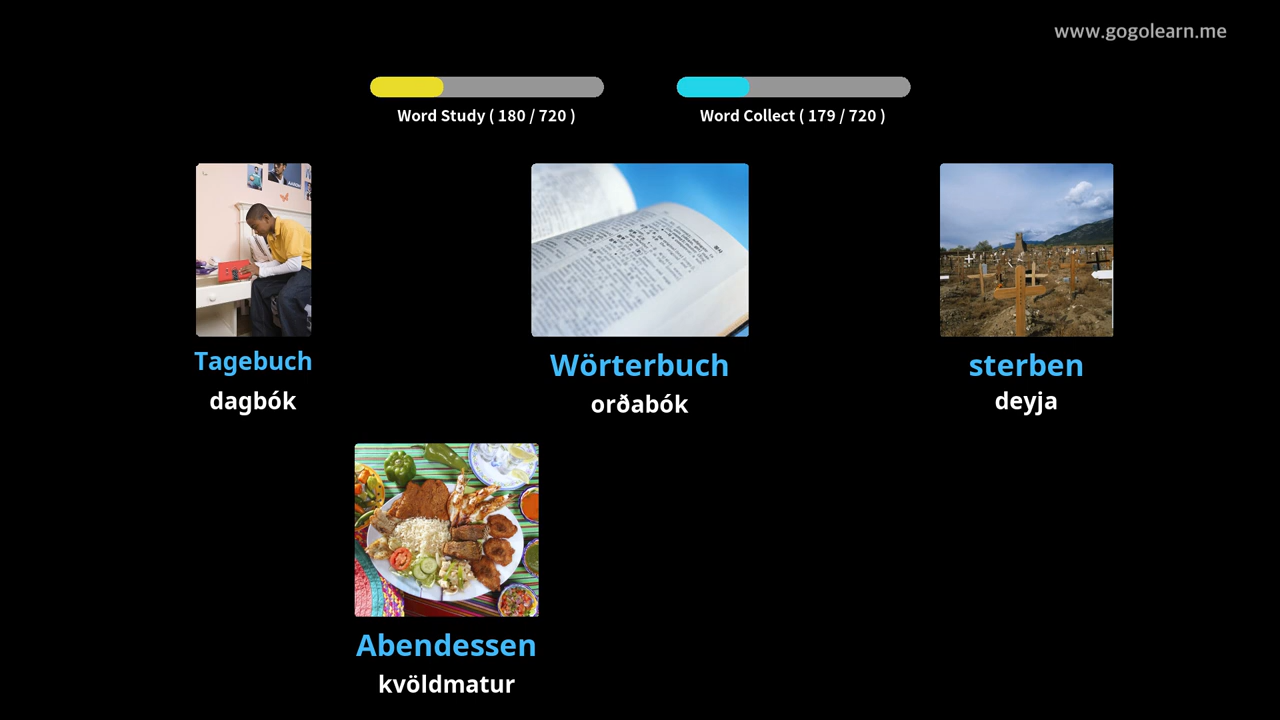 www.gogolearn.me
Word Study ( 180 / 720 )
Word Collect ( 179 / 720 )
Tagebuch
dagbók
Wörterbuch
orðabók
sterben
deyja
Abendessen
kvöldmatur